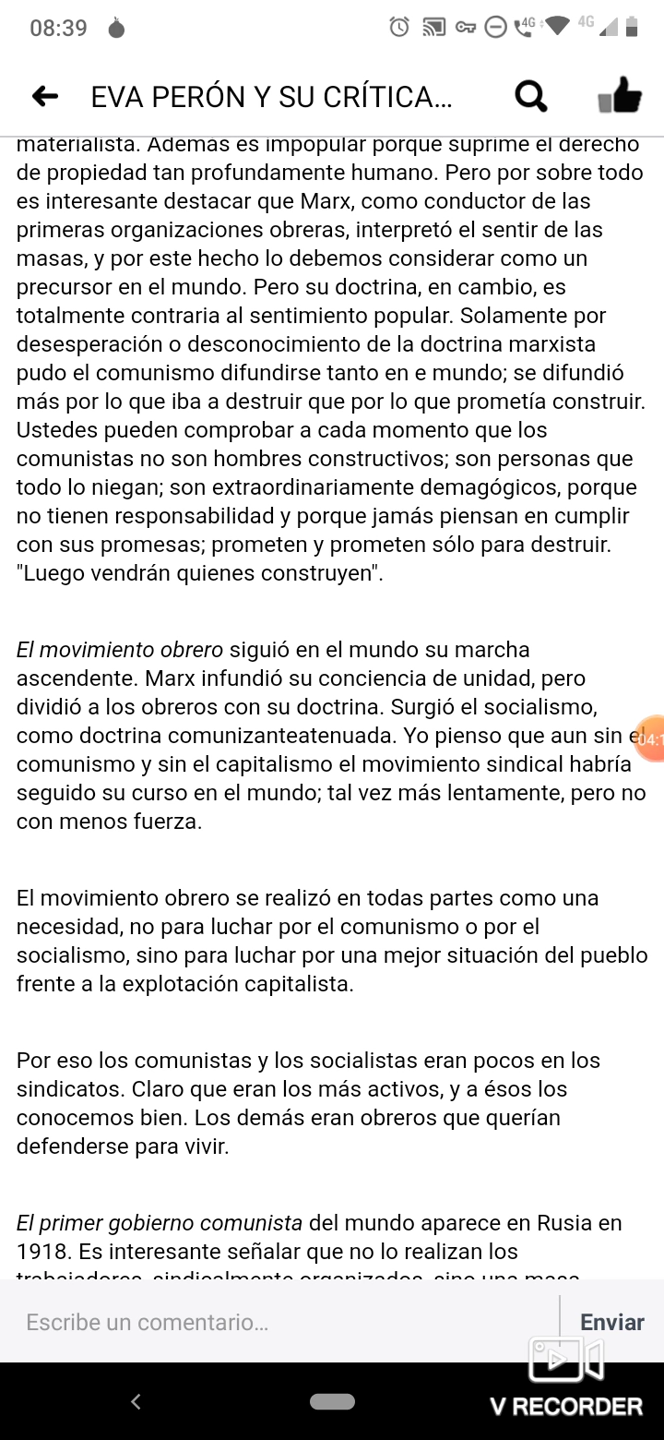 08:39
4G
4G
EVA PERÓN Y SU CRÍTICA...
materialista. Además es impopular porque suprime el derecho
de propiedad tan profundamente humano. Pero por sobre todo
es interesante destacar que Marx, como conductor de las
primeras organizaciones obreras, interpretó el sentir de las
masas, y por este hecho lo debemos considerar como un
precursor en el mundo. Pero su doctrina, en cambio, es
totalmente contraria al sentimiento popular. Solamente por
desesperación o desconocimiento de la doctrina marxista
pudo el comunismo difundirse tanto en e mundo; se difundió
más por lo que iba a destruir que por lo que prometía construir.
Ustedes pueden comprobar a cada momento que los
comunistas no son hombres constructivos; son personas que
todo lo niegan; son extraordinariamente demagógicos, porque
no tienen responsabilidad y porque jamás piensan en cumplir
con sus promesas; prometen y prometen sólo para destruir.
"Luego vendrán quienes construyen".
El movimiento obrero siguió en el mundo su marcha
ascendente. Marx infundió su conciencia de unidad, pero
dividió a los obreros con su doctrina. Surgió el socialismo,
como doctrina comunizanteatenuada. Yo pienso que aun sin el
comunismo y sin el capitalismo el movimiento sindical habría
seguido su curso en el mundo; tal vez más lentamente, pero no
con menos fuerza.
El movimiento obrero se realizó en todas partes como una
necesidad, no para luchar por el comunismo o por el
socialismo, sino para luchar por una mejor situación del pueblo
frente a la explotación capitalista.
Por eso los comunistas y los socialistas eran pocos en los
sindicatos. Claro que eran los más activos, y a ésos los
conocemos bien. Los demás eran obreros que querían
defenderse para vivir.
El primer gobierno comunista del mundo aparece en Rusia en
1918. Es interesante señalar que no lo realizan los
trabajadores, sindicalmente organizados, sino una masa
Escribe un comentario...
Enviar
V RECORDER